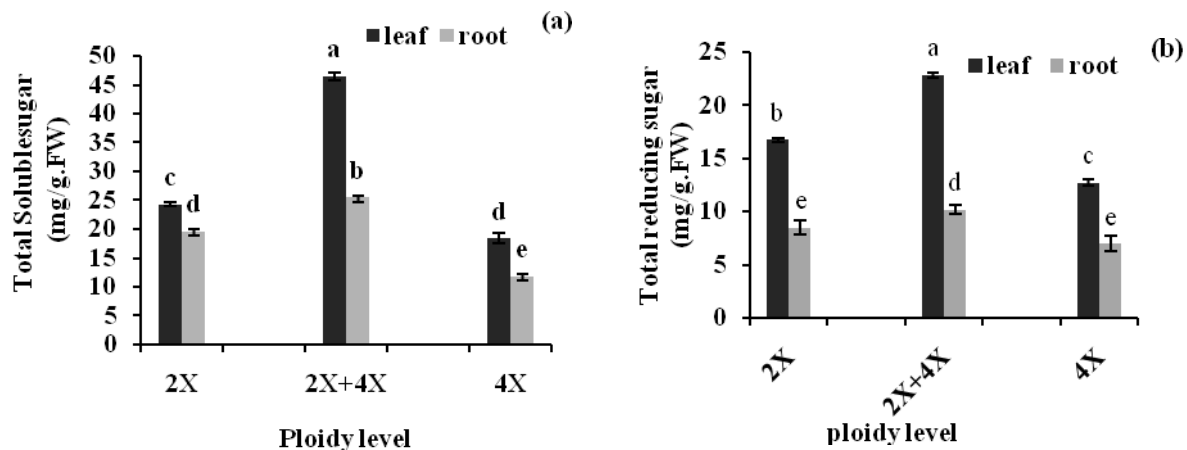 (a)
leaf root
Total Solublesugar
(mg/g.FW)
50
45
40
35
30
25
20
15
10
5
0
c
d
a
b
d
e
2X 2X+4X 4X
Ploidy level
(b)
leaf root
Total reducing sugar
(mg/g.FW)
25
20
15
10
5
0
b
e
a
d
c
e
2X 2X+4X 4X
ploidy level